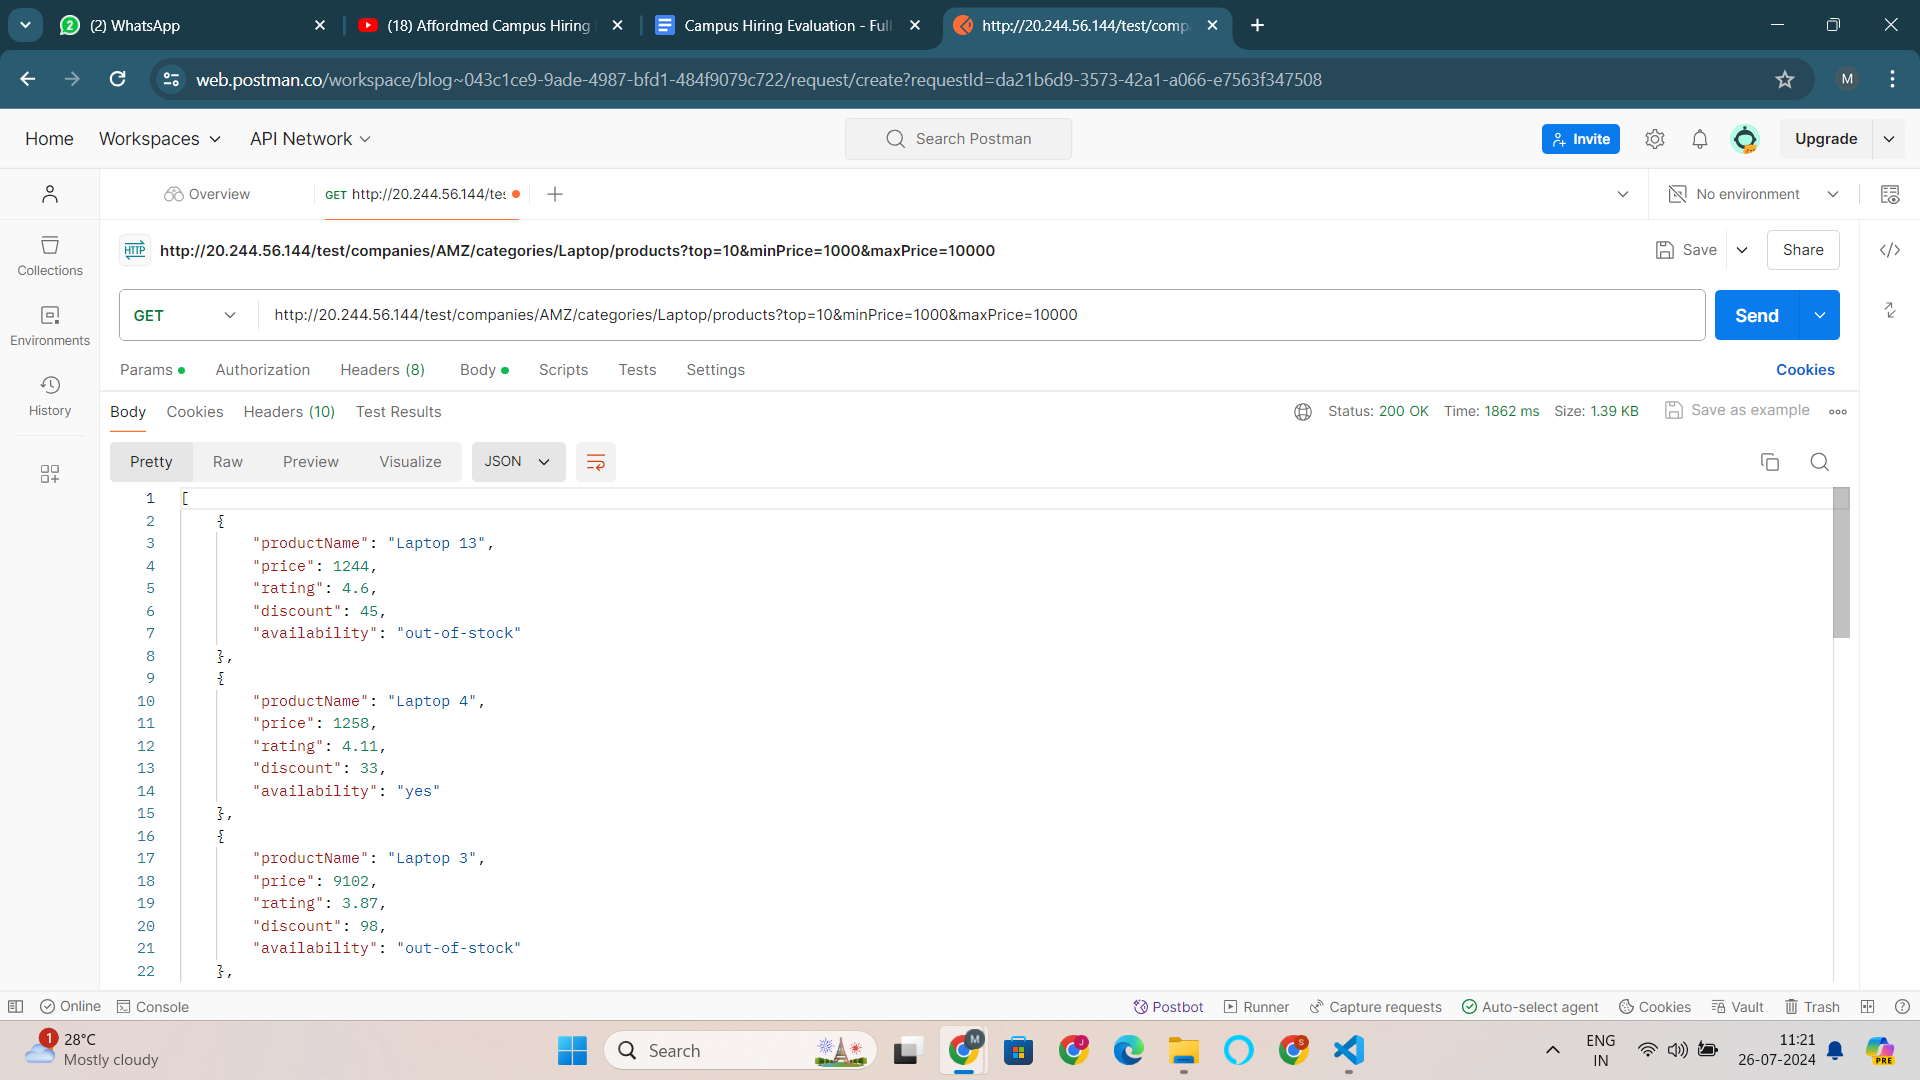 (2) WhatsApp
(18) Affordmed Campus Hiring
Campus Hiring Evaluation - Full
http://20.244.56.144/test/comp
web.postman.co/workspace/blog~043c1ce9-9ade-4987-bfd1-484f9079c722/request/create?requestId=da21b6d9-3573-42a1-a066-e7563f347508
M
Home Workspaces API Network Search Postman Invite Upgrade
Overview GET http://20.244.56.144/tes No environment
HTTP http://20.244.56.144/test/companies/AMZ/categories/Laptop/products?top=10&minPrice=1000&maxPrice=10000 Save Share
Collections
Environments
History
GET http://20.244.56.144/test/companies/AMZ/categories/Laptop/products?top=10&minPrice=1000&maxPrice=10000 Send
Params Authorization Headers (8) Body Scripts Tests Settings Cookies
Body Cookies Headers (10) Test Results Status: 200 OK Time: 1862 ms Size: 1.39 KB Save as example
Pretty Raw Preview Visualize JSON
1 [
2 {
3 "productName": "Laptop 13",
4 "price": 1244,
5 "rating": 4.6,
6 "discount": 45,
7 "availability": "out-of-stock"
8 },
9 {
10 "productName": "Laptop 4",
11 "price": 1258,
12 "rating": 4.11,
13 "discount": 33,
14 "availability": "yes"
15 },
16 {
17 "productName": "Laptop 3",
18 "price": 9102,
19 "rating": 3.87,
20 "discount": 98,
21 "availability": "out-of-stock"
22 },
Online Console Postbot Runner Capture requests Auto-select agent Cookies Vault Trash
1 28°C
Mostly cloudy
Search
M
J
S
ENG
IN
11:21
26-07-2024
PRE